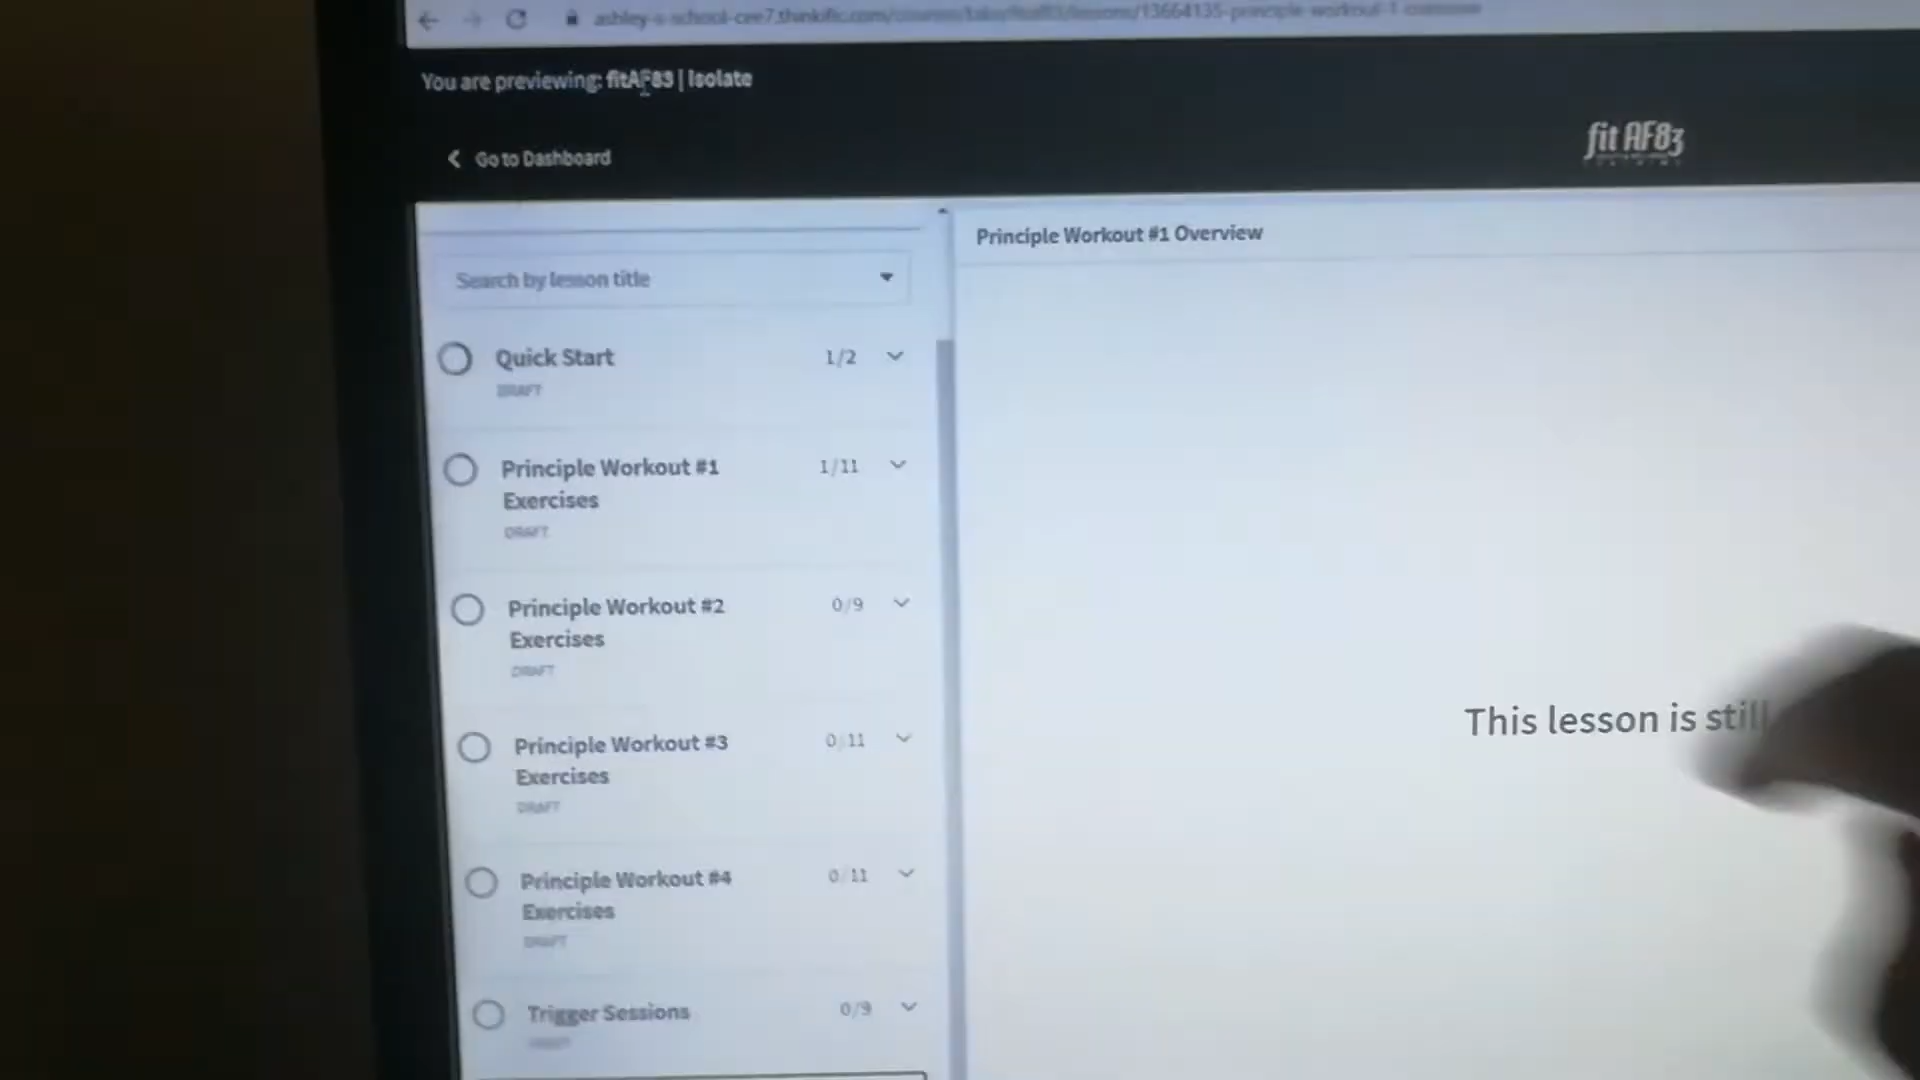 You are previewing: fitAF83 | Isolate
Go to Dashboard
fit AF83
Search by lesson title
Principle Workout #1 Overview
Quick Start 1/2
DRAFT
Principle Workout #1 1/11
Exercises
DRAFT
Principle Workout #2 0/9
Exercises
DRAFT
Principle Workout #3 0/11
Exercises
DRAFT
This lesson is still
Principle Workout #4 0/11
Exercises
DRAFT
Trigger Sessions 0/9
DRAFT